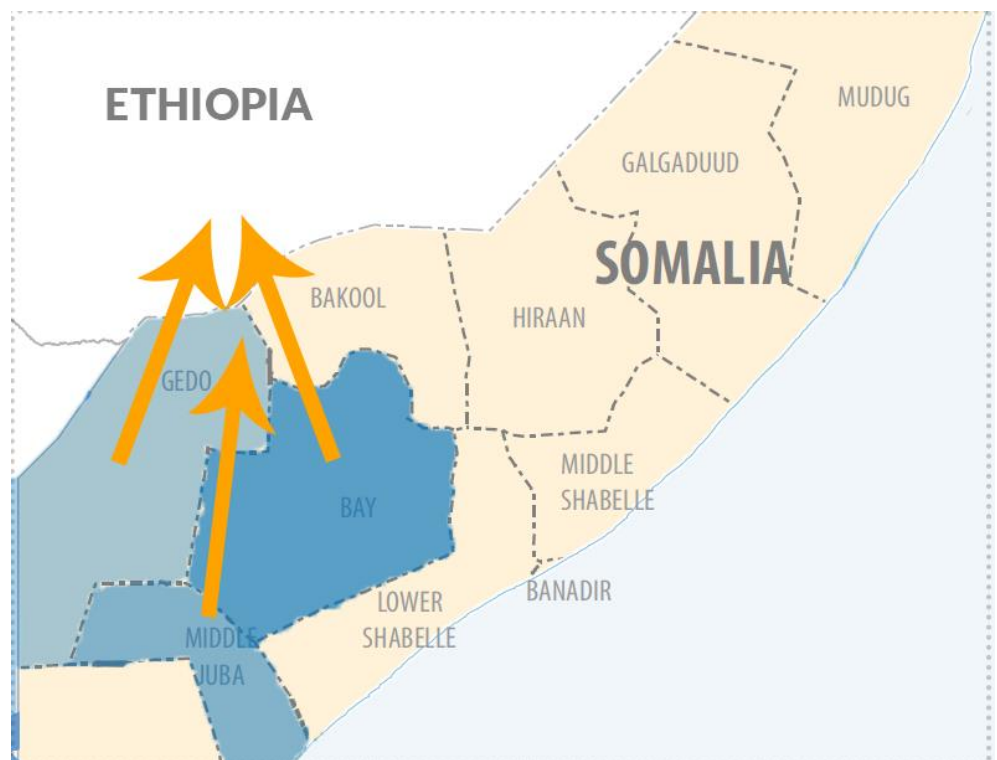 ETHIOPIA
MUDUG
GALGADUUD
SOMALIA
BAKOOL
HIRAAN
GEDO
MIDDLE
SHABELLE
BAY
BANADIR
LOWER
SHABELLE
MIDDLE
JUBA